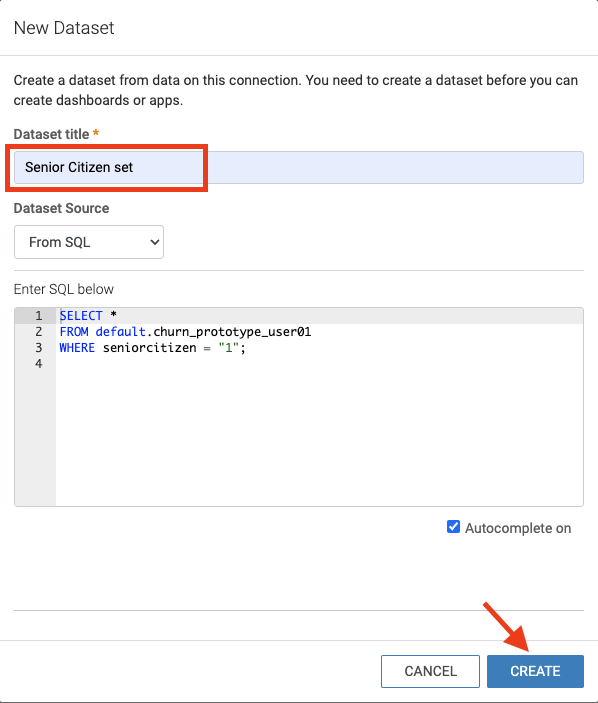 New Dataset
Create a dataset from data on this connection. You need to create a dataset before you can
create dashboards or apps.
Dataset title *
Senior Citizen set
Dataset Source
From SQL
Enter SQL below
1 SELECT *
2 FROM default.churn_prototype_user01
3 WHERE seniorcitizen = "1";
4
Autocomplete on
CANCEL CREATE